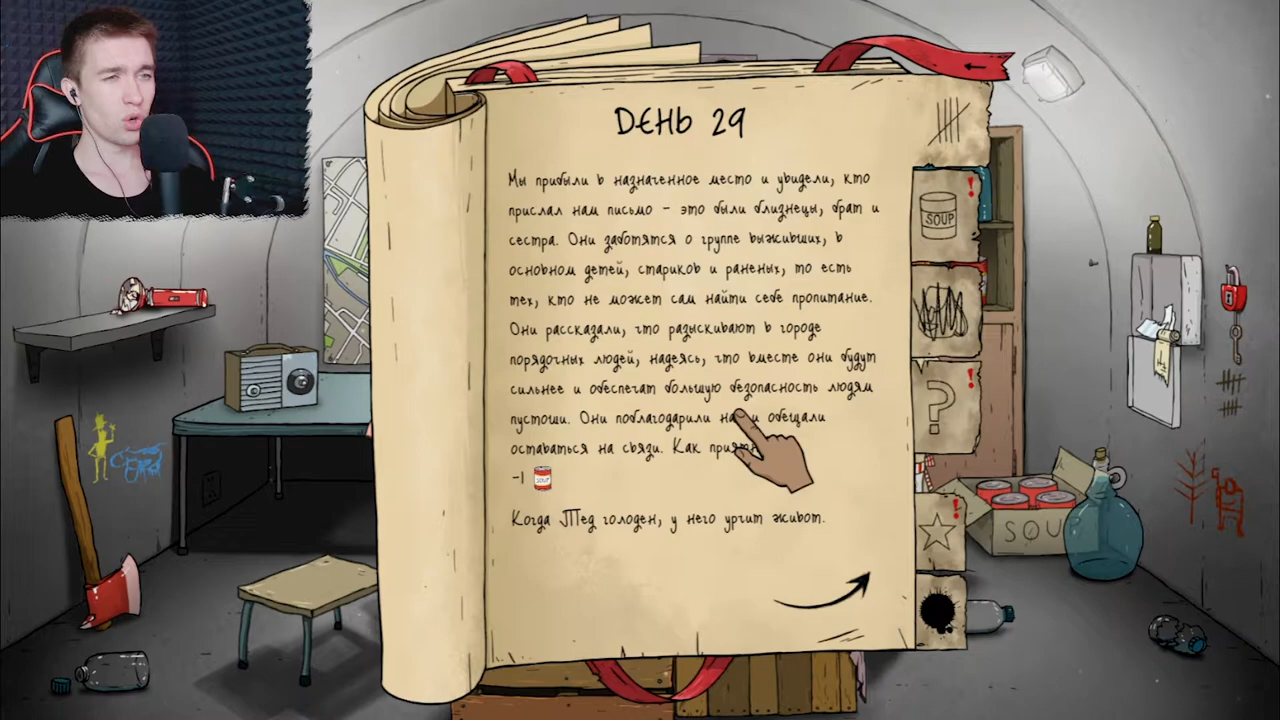 ДЕНЬ 29
Мы прибыли в назначенное место и увидели, кто
прислал нам письмо - это были близнецы, брат и
сестра. Они заботятся о группе выживших, в
основном детей, стариков и раненых, то есть
тех, кто не может сам найти себе пропитание.
Они рассказали, что разыскивают в городе
порядочных людей, надеясь, что вместе они будут
сильнее и обеспечат большую безопасность людям
пустоши. Они поблагодарили и обещали
оставаться на связи. Как
-1
Когда Тед голоден, у него урчит живот.
SOUP
?
SOUP